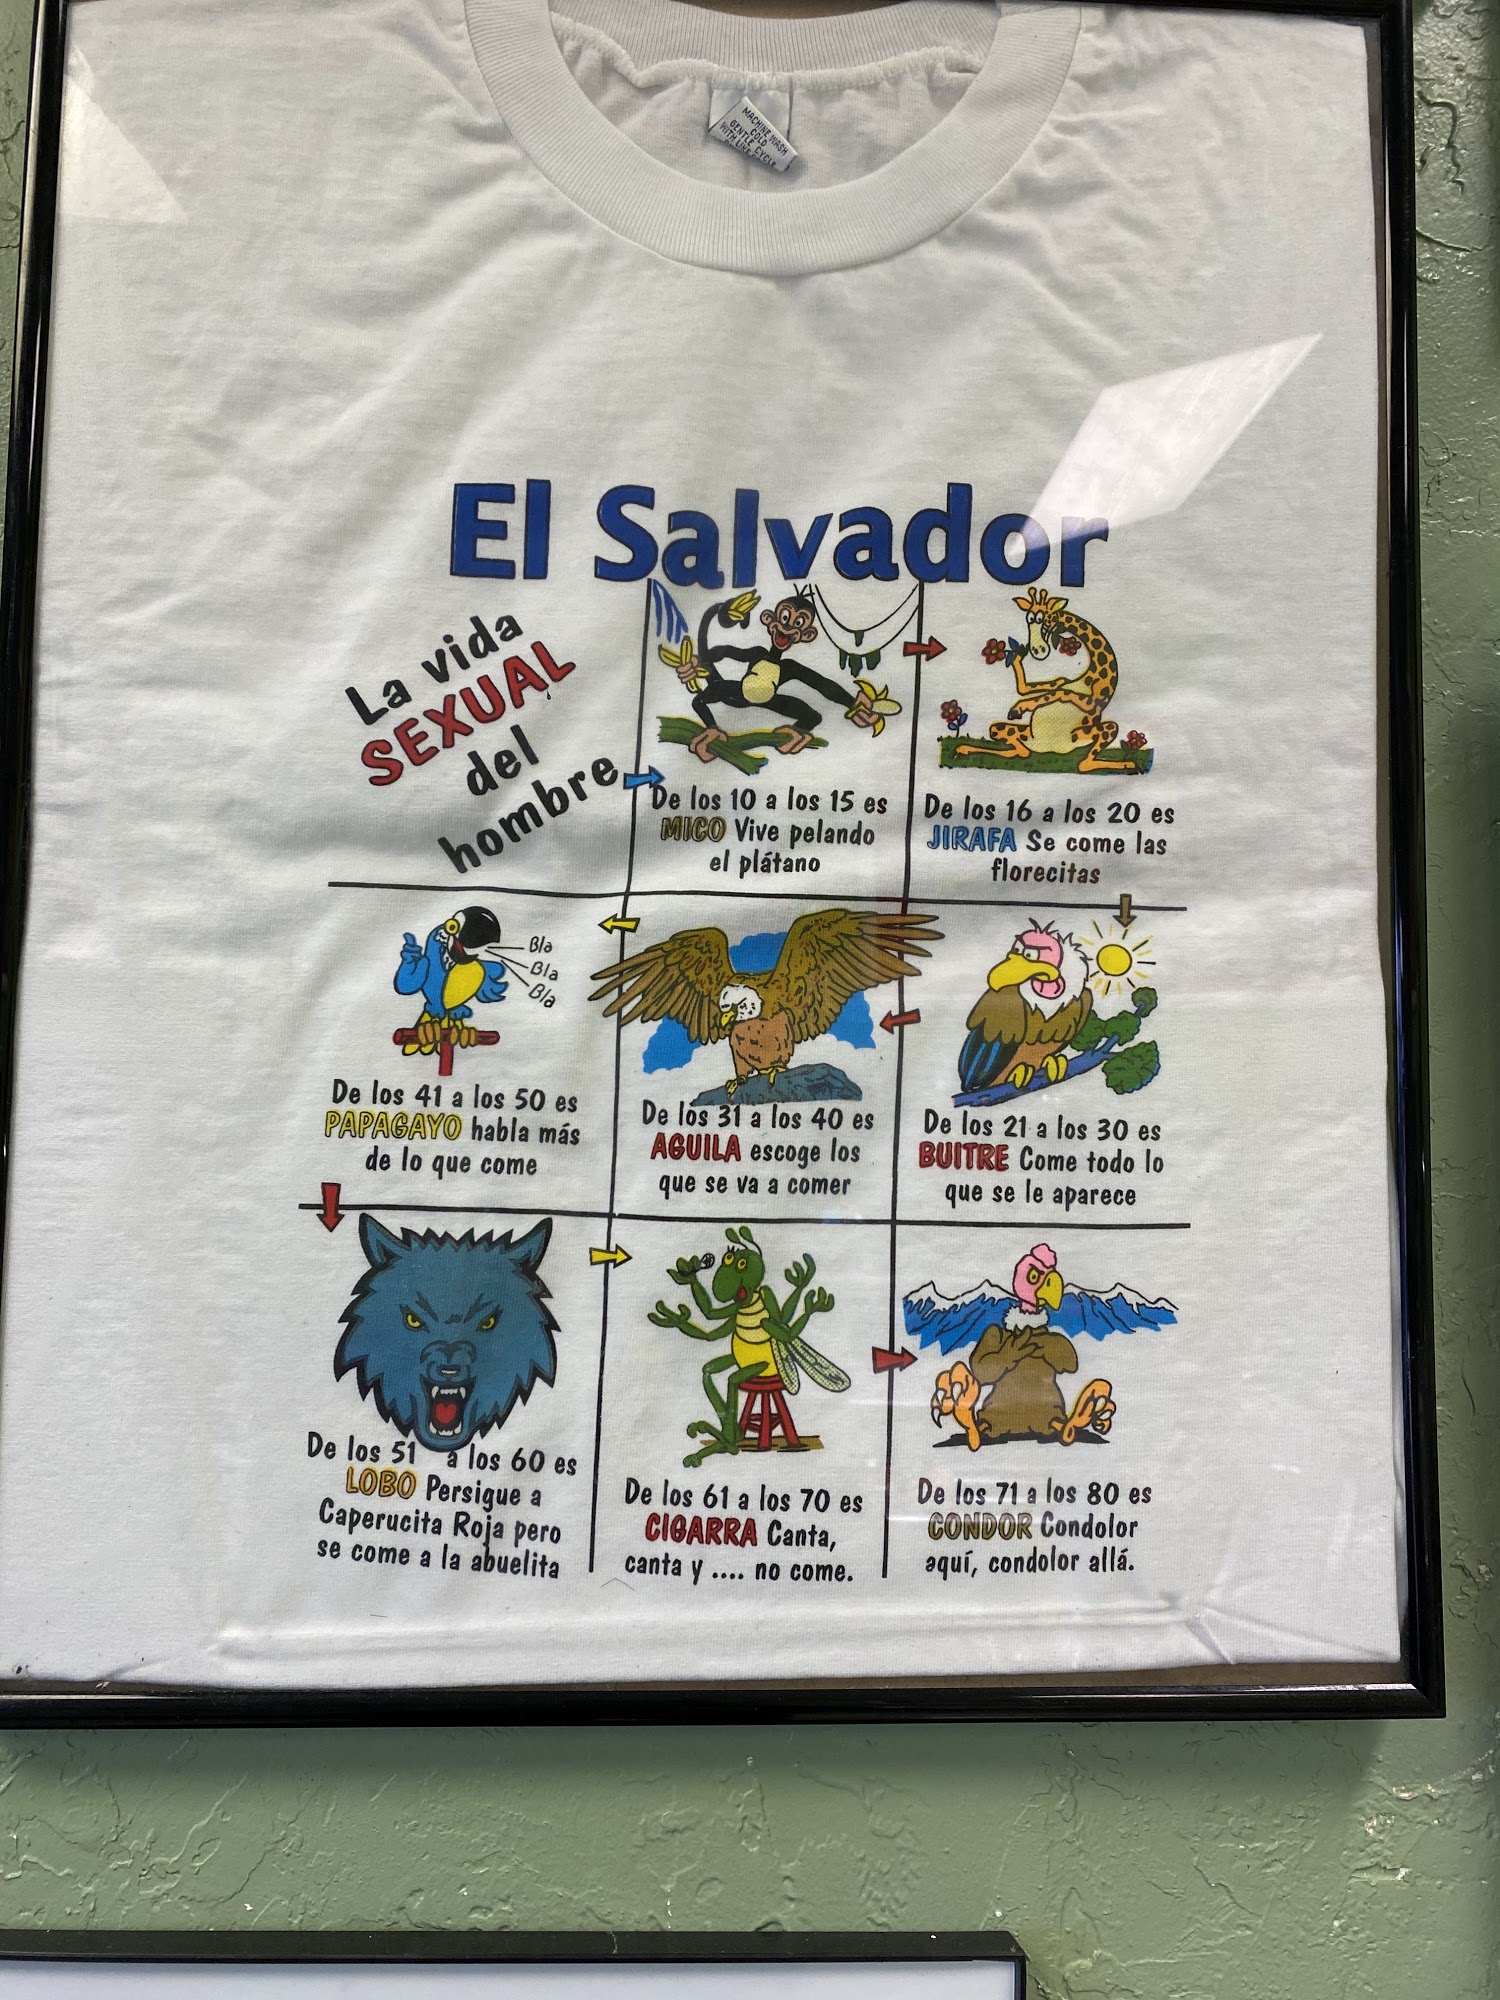 MACHINE WASH
COLD
GENTLE CYCLE
WITH LIKE
El Salvador
La vida
SEXUAL
del
hombre
De los 10 a los 15 es
MICO Vive pelando
el plátano
De los 16 a los 20 es
JIRAFA Se come las
florecitas
De los 21 a los 30 es
BUITRE Come todo lo
que se le aparece
De los 31 a los 40 es
AGUILA escoge los
que se va a comer
Bla
Bla
Bla
De los 41 a los 50 es
PAPAGAYO habla más
de lo que come
De los 51 a los 60 es
LOBO Persigue a
Caperucita Roja pero
se come a la abuelita
De los 61 a los 70 es
CIGARRA Canta,
canta y .... no come.
De los 71 a los 80 es
CONDOR Condolor
aquí, condolor allá.